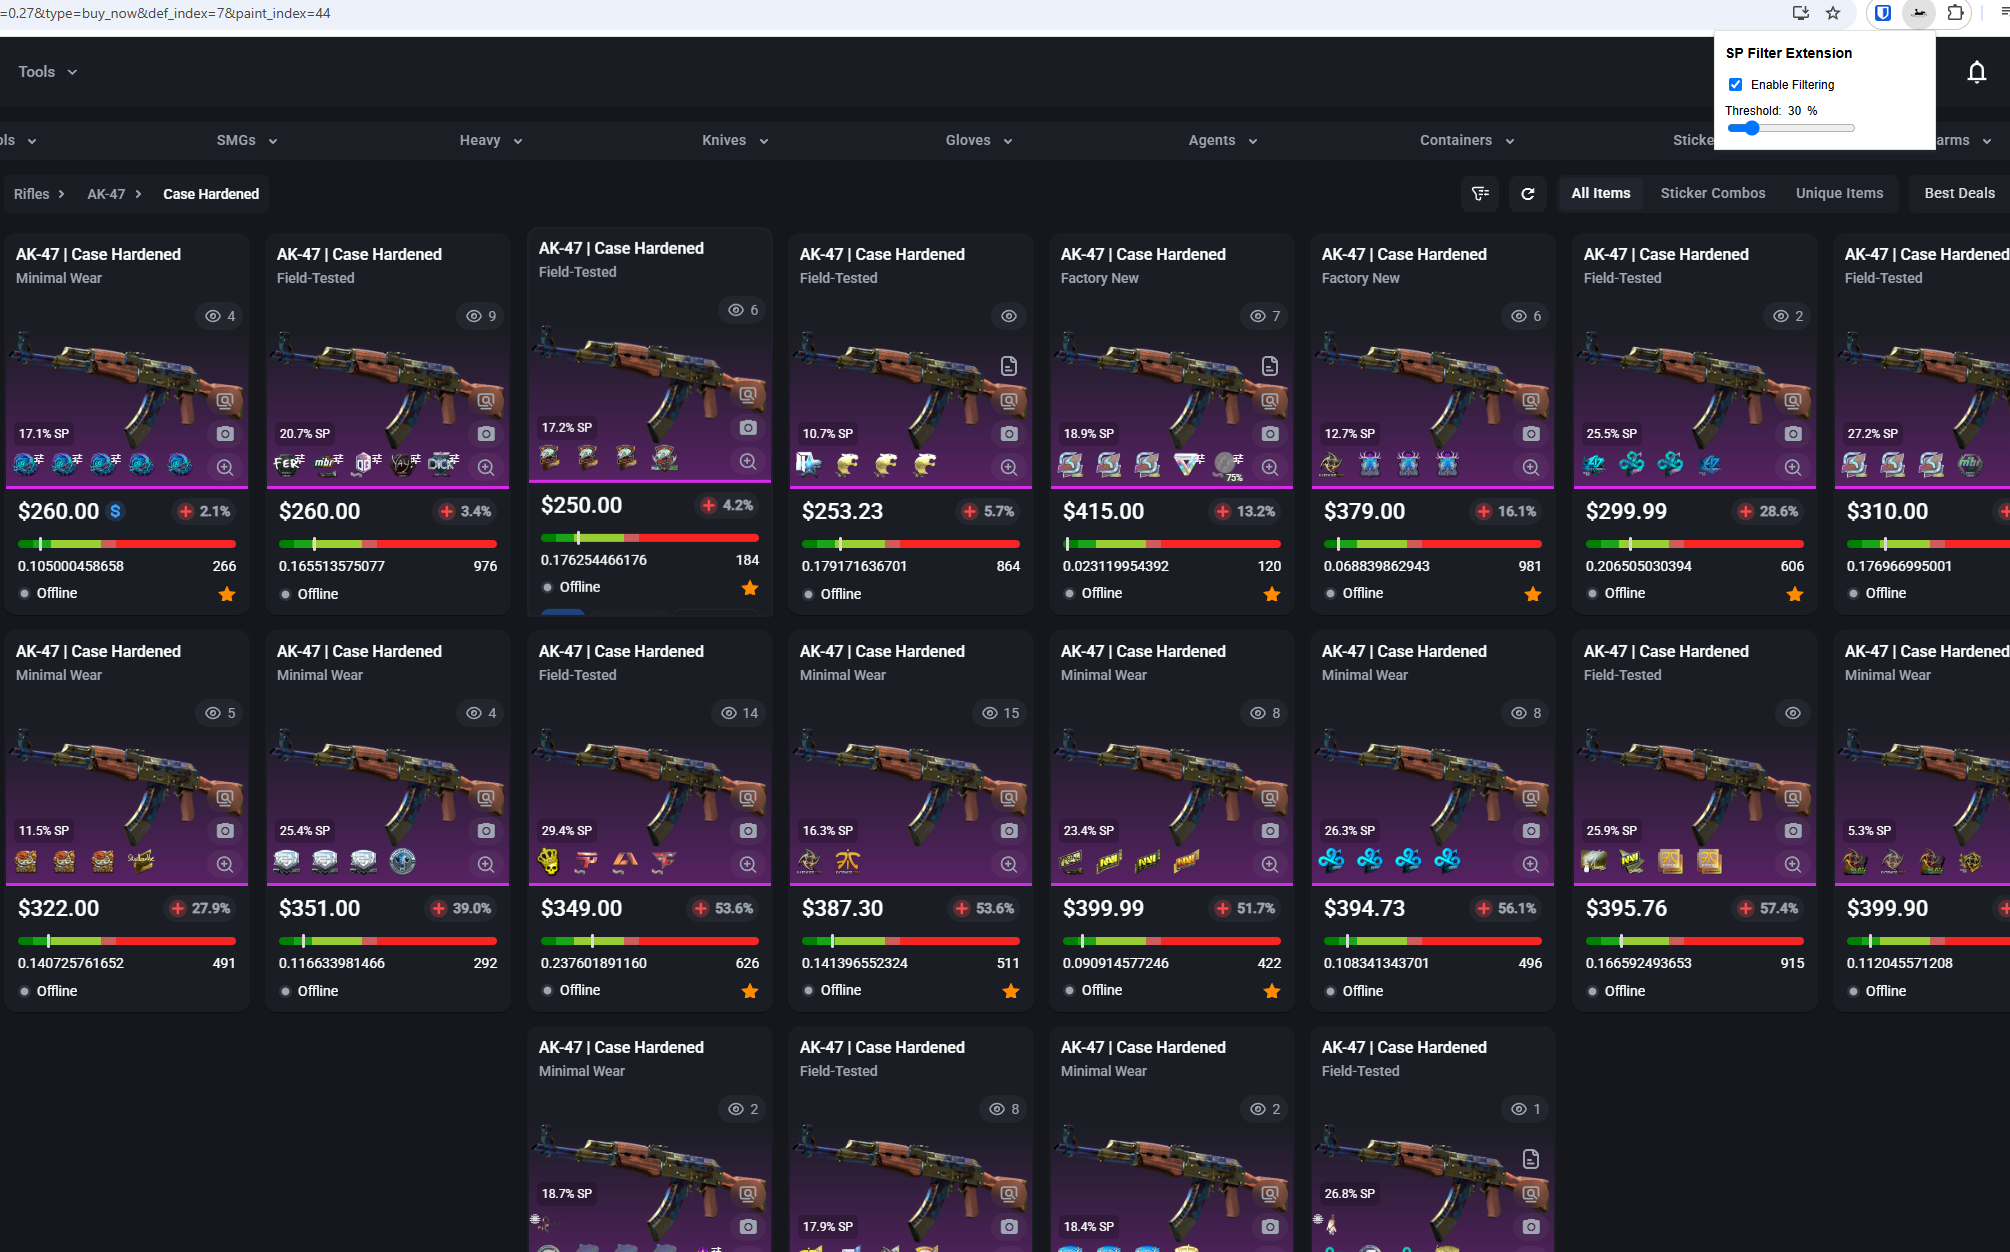 =0.27&type=buy_now&def_index=7&paint_index=44
SP Filter Extension
Enable Filtering
Threshold: 30 %
Tools
ols
SMGs
Heavy
Knives
Gloves
Agents
Containers
Sticke
arms
Rifles
AK-47
Case Hardened
All Items
Sticker Combos
Unique Items
Best Deals
AK-47 | Case Hardened
Minimal Wear
4
17.1% SP
$260.00
$
2.1%
0.105000458658
266
Offline
AK-47 | Case Hardened
Field-Tested
9
20.7% SP
$260.00
3.4%
0.165513575077
976
Offline
AK-47 | Case Hardened
Field-Tested
6
17.2% SP
$250.00
4.2%
0.176254466176
184
Offline
AK-47 | Case Hardened
Field-Tested
10.7% SP
$253.23
5.7%
0.179171636701
864
Offline
AK-47 | Case Hardened
Factory New
7
18.9% SP
75%
$415.00
13.2%
0.023119954392
120
Offline
AK-47 | Case Hardened
Factory New
6
12.7% SP
$379.00
16.1%
0.068839862943
981
Offline
AK-47 | Case Hardened
Field-Tested
2
25.5% SP
$299.99
28.6%
0.206505030394
606
Offline
AK-47 | Case Hardened
Field-Tested
27.2% SP
$310.00
0.176966995001
Offline
AK-47 | Case Hardened
Minimal Wear
5
11.5% SP
$322.00
27.9%
0.140725761652
491
Offline
AK-47 | Case Hardened
Minimal Wear
4
25.4% SP
$351.00
39.0%
0.116633981466
292
Offline
AK-47 | Case Hardened
Field-Tested
14
29.4% SP
$349.00
53.6%
0.237601891160
626
Offline
AK-47 | Case Hardened
Minimal Wear
15
16.3% SP
$387.30
53.6%
0.141396552324
511
Offline
AK-47 | Case Hardened
Minimal Wear
8
23.4% SP
$399.99
51.7%
0.090914577246
422
Offline
AK-47 | Case Hardened
Minimal Wear
8
26.3% SP
$394.73
56.1%
0.108341343701
496
Offline
AK-47 | Case Hardened
Field-Tested
25.9% SP
$395.76
57.4%
0.166592493653
915
Offline
AK-47 | Case Hardened
Minimal Wear
5.3% SP
$399.90
0.112045571208
Offline
AK-47 | Case Hardened
Minimal Wear
2
18.7% SP
AK-47 | Case Hardened
Field-Tested
8
17.9% SP
AK-47 | Case Hardened
Minimal Wear
2
18.4% SP
AK-47 | Case Hardened
Field-Tested
1
26.8% SP